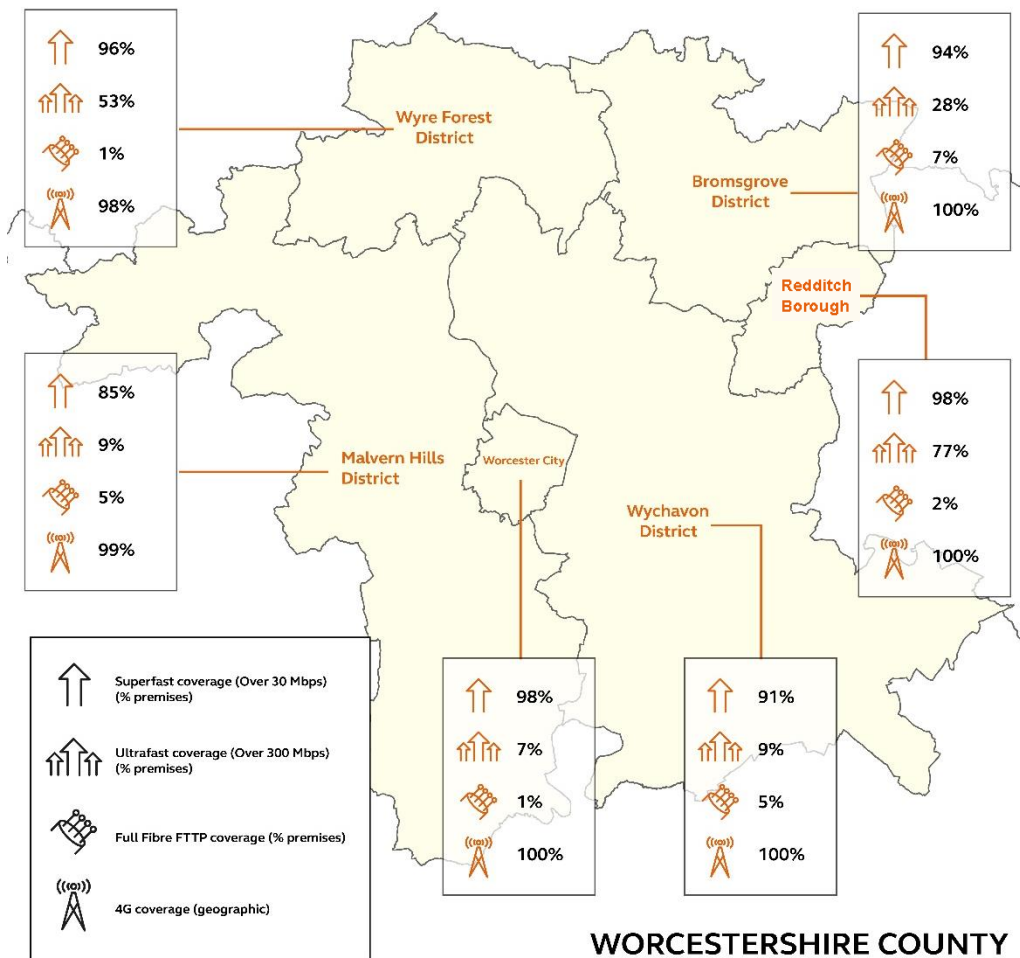 96%
53%
1%
98%
Wyre Forest
District
94%
28%
7%
100%
Bromsgrove
District
Redditch
Borough
85%
9%
5%
99%
Malvern Hills
District
Worcester City
Wychavon
District
98%
77%
2%
100%
Superfast coverage (Over 30 Mbps)
(% premises)
Ultrafast coverage (Over 300 Mbps)
(% premises)
Full Fibre FTTP coverage (% premises)
4G coverage (geographic)
98%
7%
1%
100%
91%
9%
5%
100%
WORCESTERSHIRE COUNTY